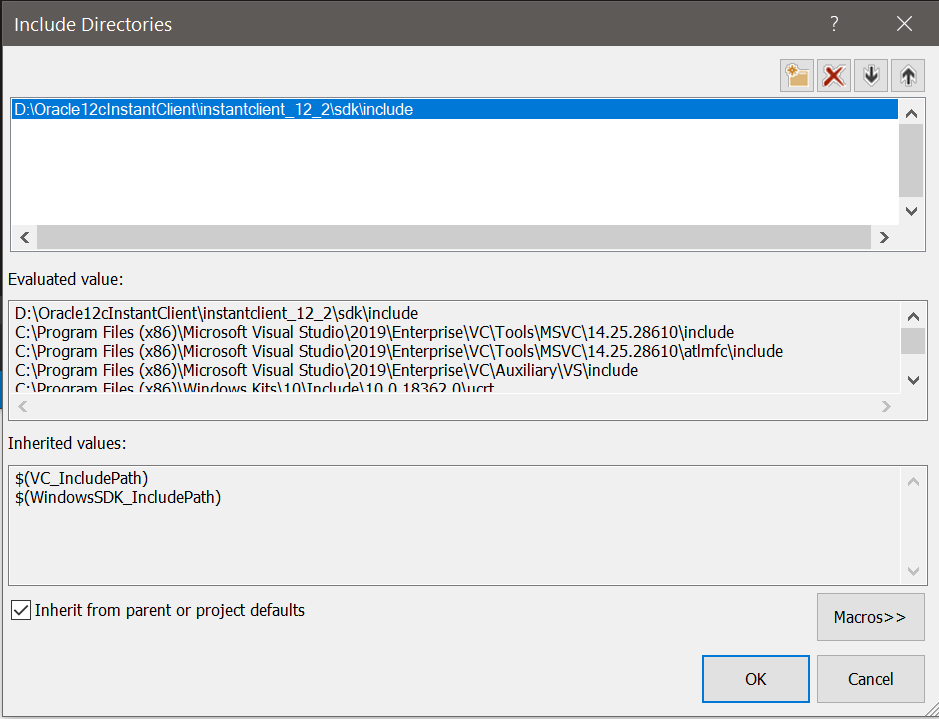 Include Directories
?
D:\Oracle12cInstantClient\instantclient_12_2\sdk\include
Evaluated value:
D:\Oracle12cInstantClient\instantclient_12_2\sdk\include
C:\Program Files (x86)\Microsoft Visual Studio\2019\Enterprise\VC\Tools\MSVC\14.25.28610\include
C:\Program Files (x86)\Microsoft Visual Studio\2019\Enterprise\VC\Tools\MSVC\14.25.28610\atlmfc\include
C:\Program Files (x86)\Microsoft Visual Studio\2019\Enterprise\VC\Auxiliary\VS\include
C:\Program Files (x86)\Windows Kits\10\Include\10.0.18362.0\ucrt
Inherited values:
$(VC_IncludePath)
$(WindowsSDK_IncludePath)
Inherit from parent or project defaults
Macros>>
OK
Cancel